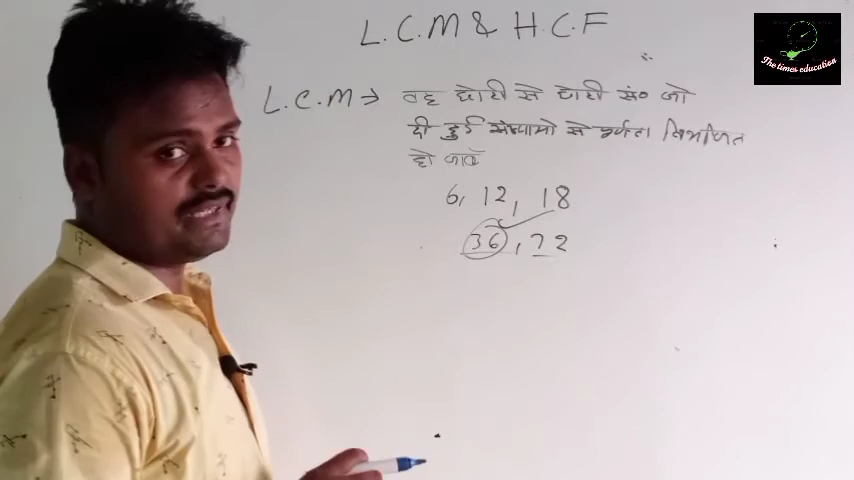 L.C.M & H.C.F
The times education
L.C.M → वह छोटी से छोटी सं० जो
दी हुई संख्यायो से पूर्णता विभाजित
हो जाये
6, 12, 18
36, 72